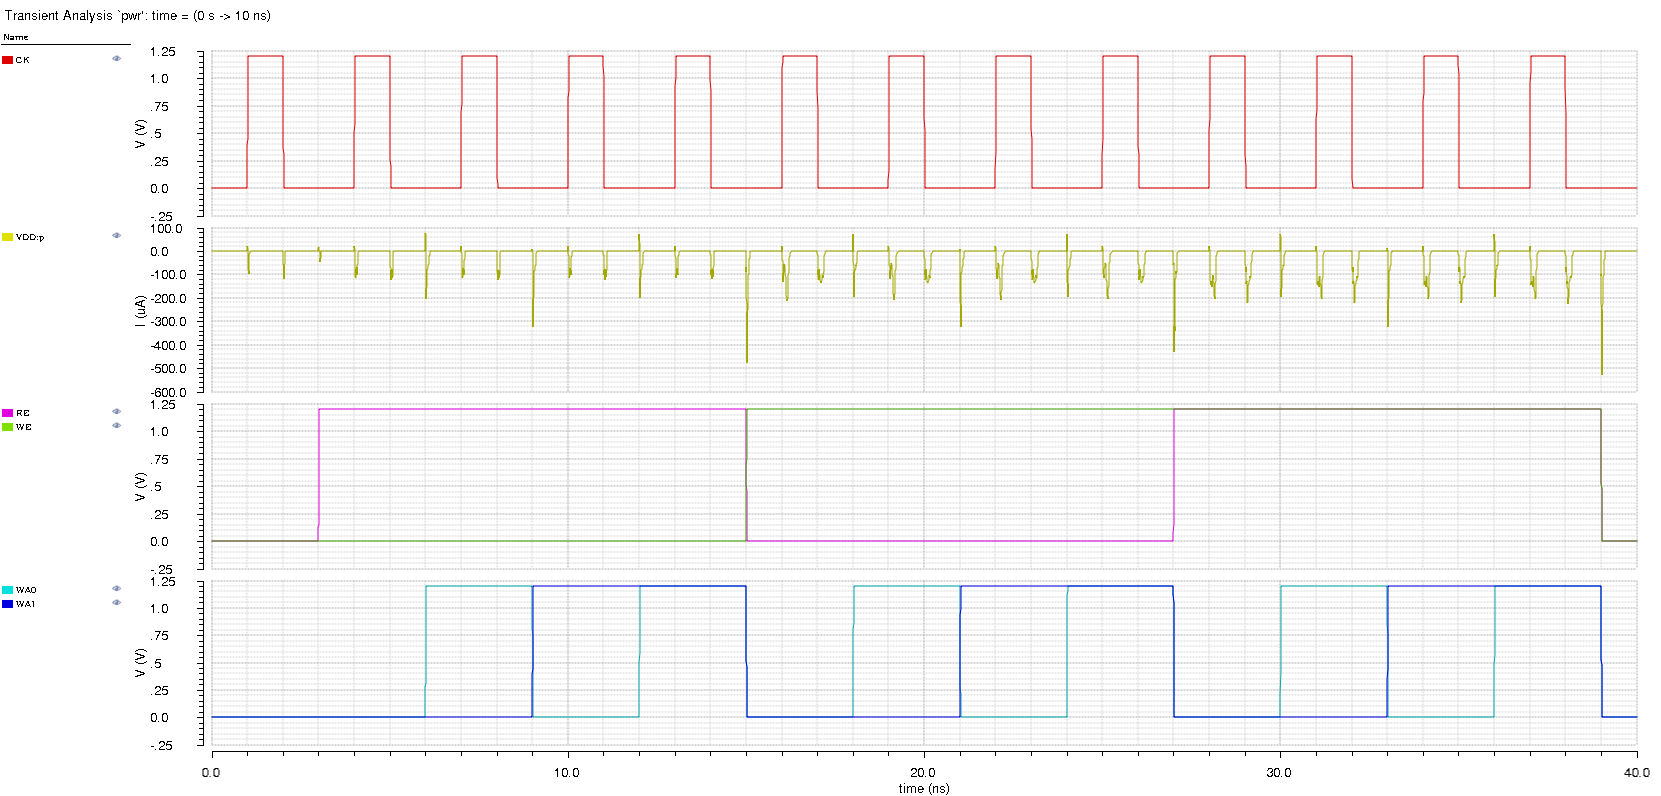 Transient Analysis `pwr': time = (0 s -> 10 ns)
Name
CK
1.25
1.0
.75
.5
.25
0.0
-.25
V (V)
VDD:p
100.0
0.0
-100.0
-200.0
-300.0
-400.0
-500.0
-600.0
I (uA)
RE
WE
1.25
1.0
.75
.5
.25
0.0
-.25
V (V)
WA0
WA1
1.25
1.0
.75
.5
.25
0.0
-.25
V (V)
0.0 10.0 20.0 30.0 40.0
time (ns)